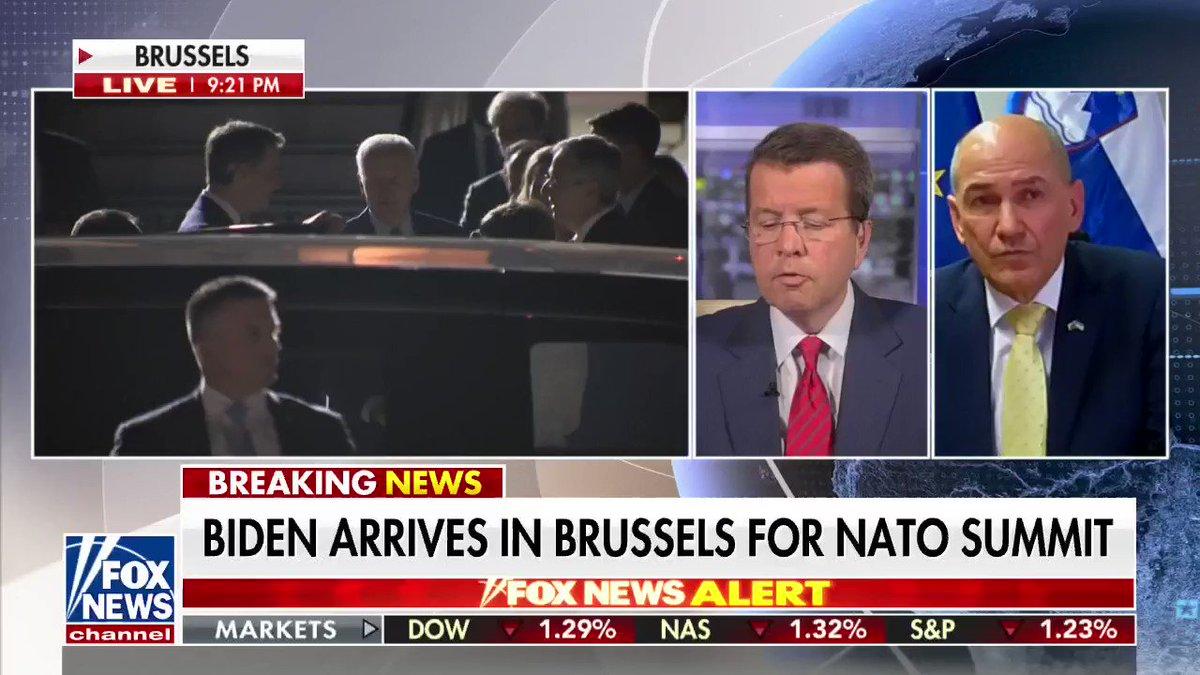 BRUSSELS
LIVE | 9:21 PM
BREAKING NEWS
BIDEN ARRIVES IN BRUSSELS FOR NATO SUMMIT
FOX NEWS ALERT
FOX
NEWS
channel
MARKETS DOW 1.29% NAS 1.32% S&P 1.23%